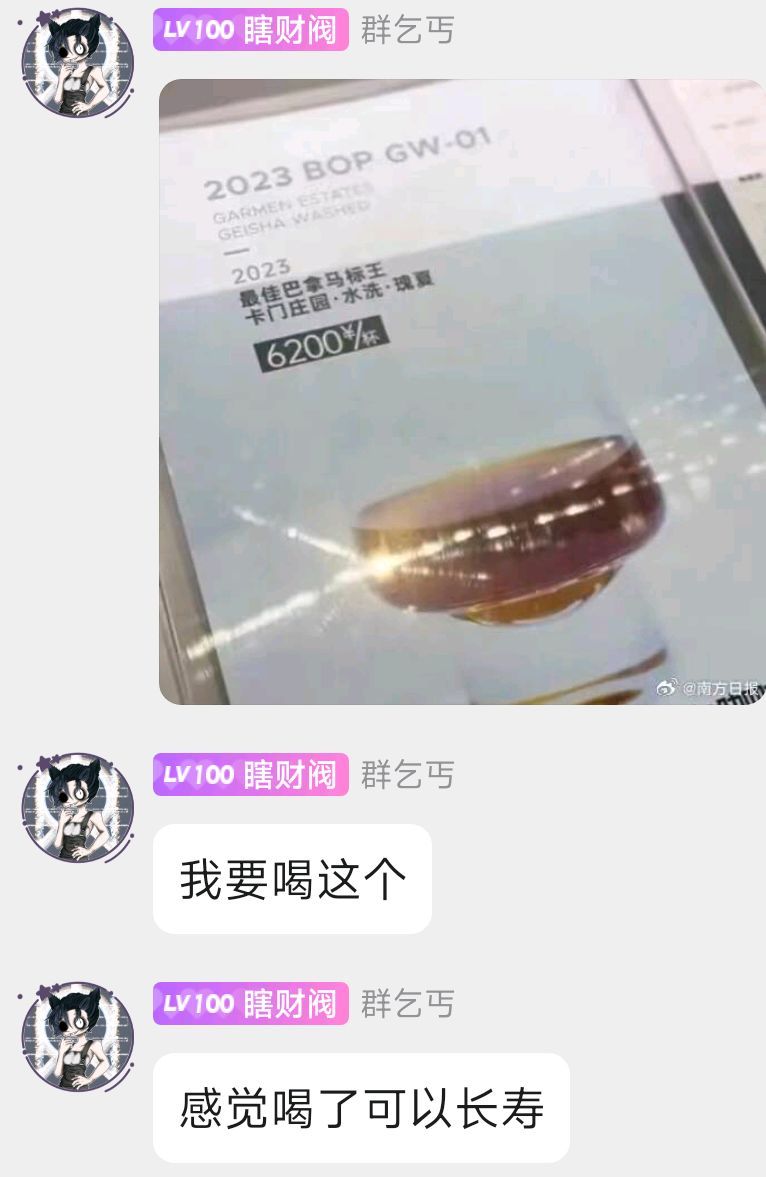 LV100 瞎财阀 群乞丐
2023 BOP GW-01
GARMEN ESTATES
GEISHA WASHED
2023
最佳巴拿马标王
卡门庄园·水洗·瑰夏
6200¥/杯
@南方日报
LV100 瞎财阀 群乞丐
我要喝这个
LV100 瞎财阀 群乞丐
感觉喝了可以长寿